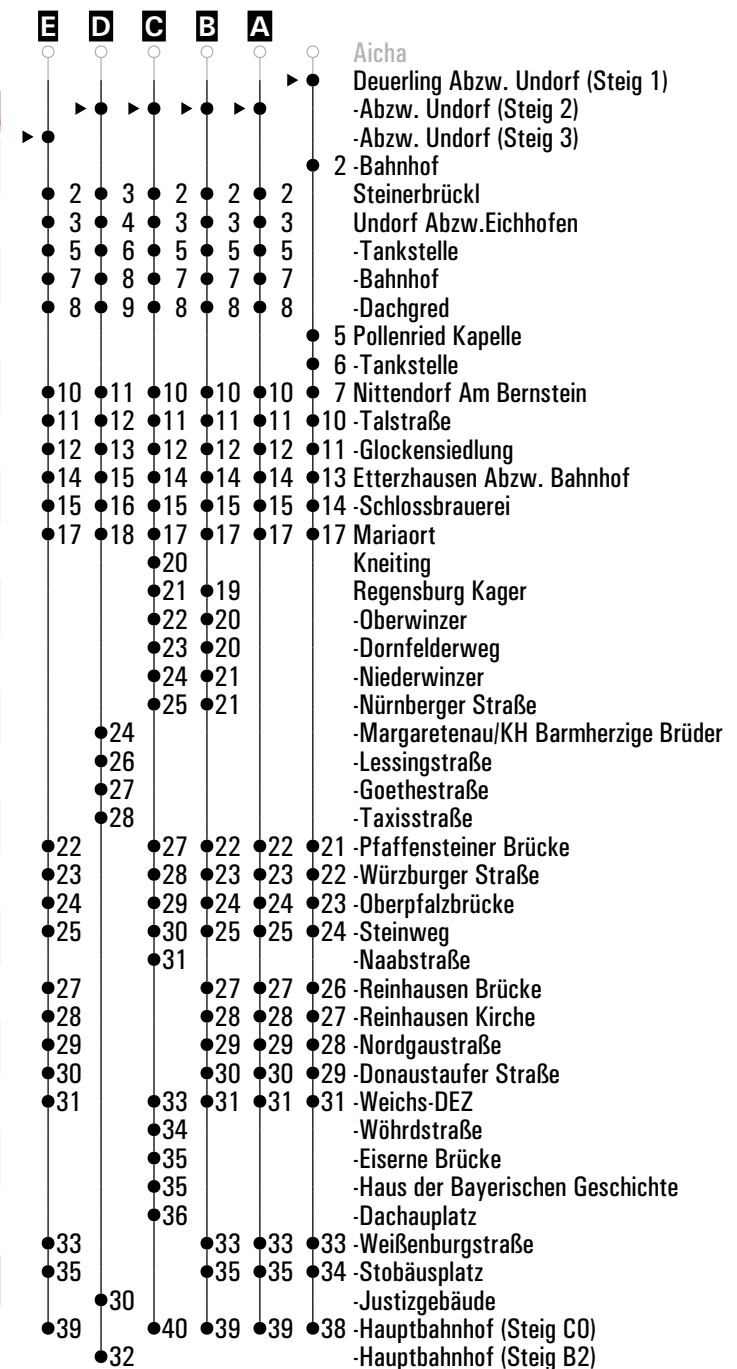 E D C B A
Aicha
Deuerling Abzw. Undorf (Steig 1)
-Abzw. Undorf (Steig 2)
-Abzw. Undorf (Steig 3)
2 -Bahnhof
2 3 2 2 2 Steinerbrückl
3 4 3 3 3 Undorf Abzw.Eichhofen
5 6 5 5 5 -Tankstelle
7 8 7 7 7 -Bahnhof
8 9 8 8 8 -Dachgred
5 Pollenried Kapelle
6 -Tankstelle
10 11 10 10 10 7 Nittendorf Am Bernstein
11 12 11 11 11 10 -Talstraße
12 13 12 12 12 11 -Glockensiedlung
14 15 14 14 14 13 Etterzhausen Abzw. Bahnhof
15 16 15 15 15 14 -Schlossbrauerei
17 18 17 17 17 17 Mariaort
20 Kneiting
21 19 Regensburg Kager
22 20 -Oberwinzer
23 20 -Dornfelderweg
24 21 -Niederwinzer
25 21 -Nürnberger Straße
24 -Margaretenau/KH Barmherzige Brüder
26 -Lessingstraße
27 -Goethestraße
28 -Taxisstraße
22 27 22 22 21 -Pfaffensteiner Brücke
23 28 23 23 22 -Würzburger Straße
24 29 24 24 23 -Oberpfalzbrücke
25 30 25 25 24 -Steinweg
31 -Naabstraße
27 27 27 26 -Reinhausen Brücke
28 28 28 27 -Reinhausen Kirche
29 29 29 28 -Nordgaustraße
30 30 30 29 -Donaustaufer Straße
31 33 31 31 31 -Weichs-DEZ
34 -Wöhrdstraße
35 -Eiserne Brücke
35 -Haus der Bayerischen Geschichte
36 -Dachauplatz
33 33 33 33 -Weißenburgstraße
35 35 35 34 -Stobäusplatz
30 -Justizgebäude
39 40 39 39 38 -Hauptbahnhof (Steig C0)
32 -Hauptbahnhof (Steig B2)